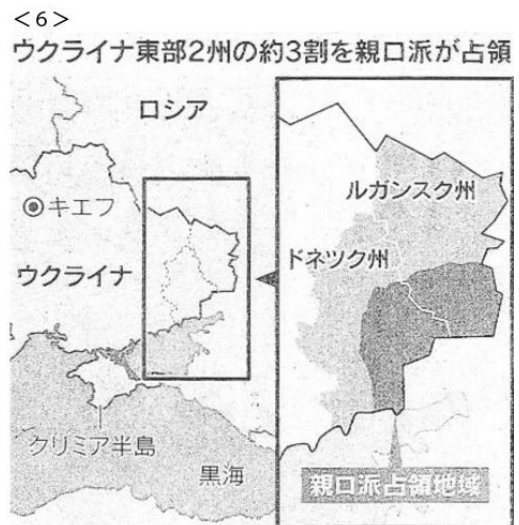 <6>
ウクライナ東部2州の約3割を親ロ派が占領
ロシア
キエフ
ウクライナ
クリミア半島
黒海
ルガンスク州
ドネツク州
親ロ派占領地域